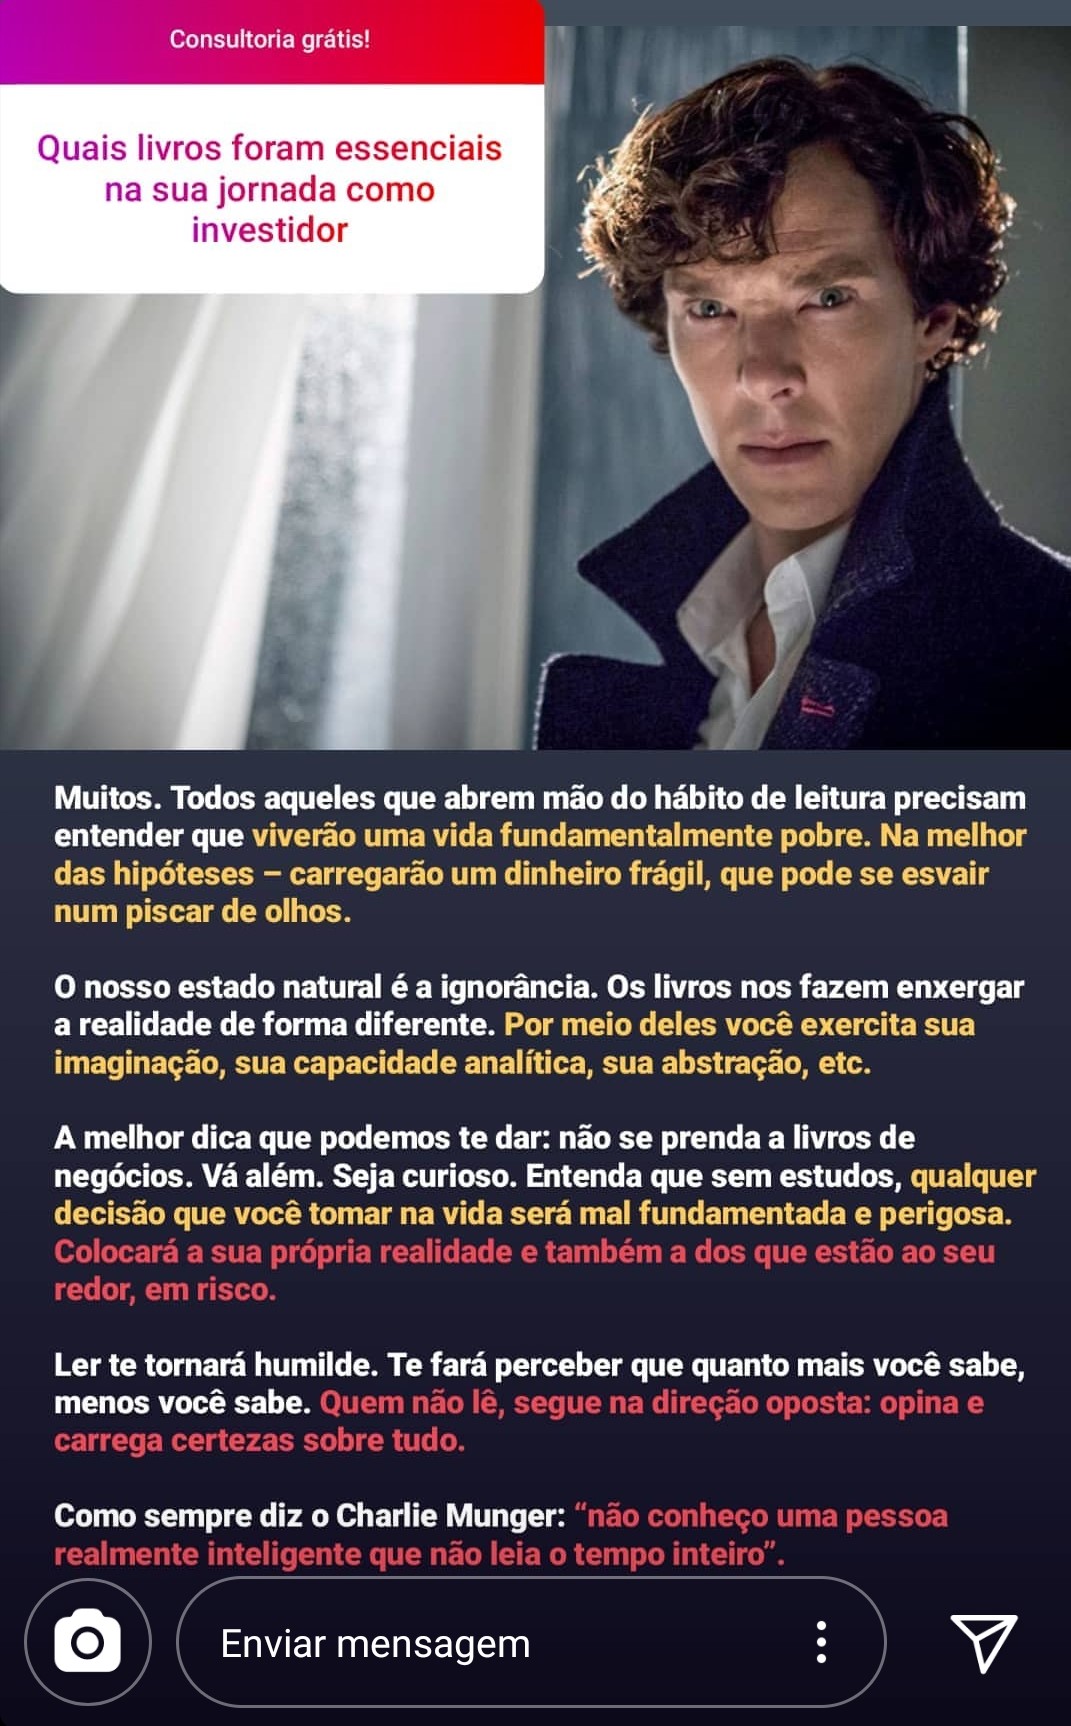 Consultoria grátis!
Quais livros foram essenciais
na sua jornada como
investidor
Muitos. Todos aqueles que abrem mão do hábito de leitura precisam
entender que viverão uma vida fundamentalmente pobre. Na melhor
das hipóteses – carregarão um dinheiro frágil, que pode se esvair
num piscar de olhos.
O nosso estado natural é a ignorância. Os livros nos fazem enxergar
a realidade de forma diferente. Por meio deles você exercita sua
imaginação, sua capacidade analítica, sua abstração, etc.
A melhor dica que podemos te dar: não se prenda a livros de
negócios. Vá além. Seja curioso. Entenda que sem estudos, qualquer
decisão que você tomar na vida será mal fundamentada e perigosa.
Colocará a sua própria realidade e também a dos que estão ao seu
redor, em risco.
Ler te tornará humilde. Te fará perceber que quanto mais você sabe,
menos você sabe. Quem não lê, segue na direção oposta: opina e
carrega certezas sobre tudo.
Como sempre diz o Charlie Munger: “não conheço uma pessoa
realmente inteligente que não leia o tempo inteiro”.
Enviar mensagem